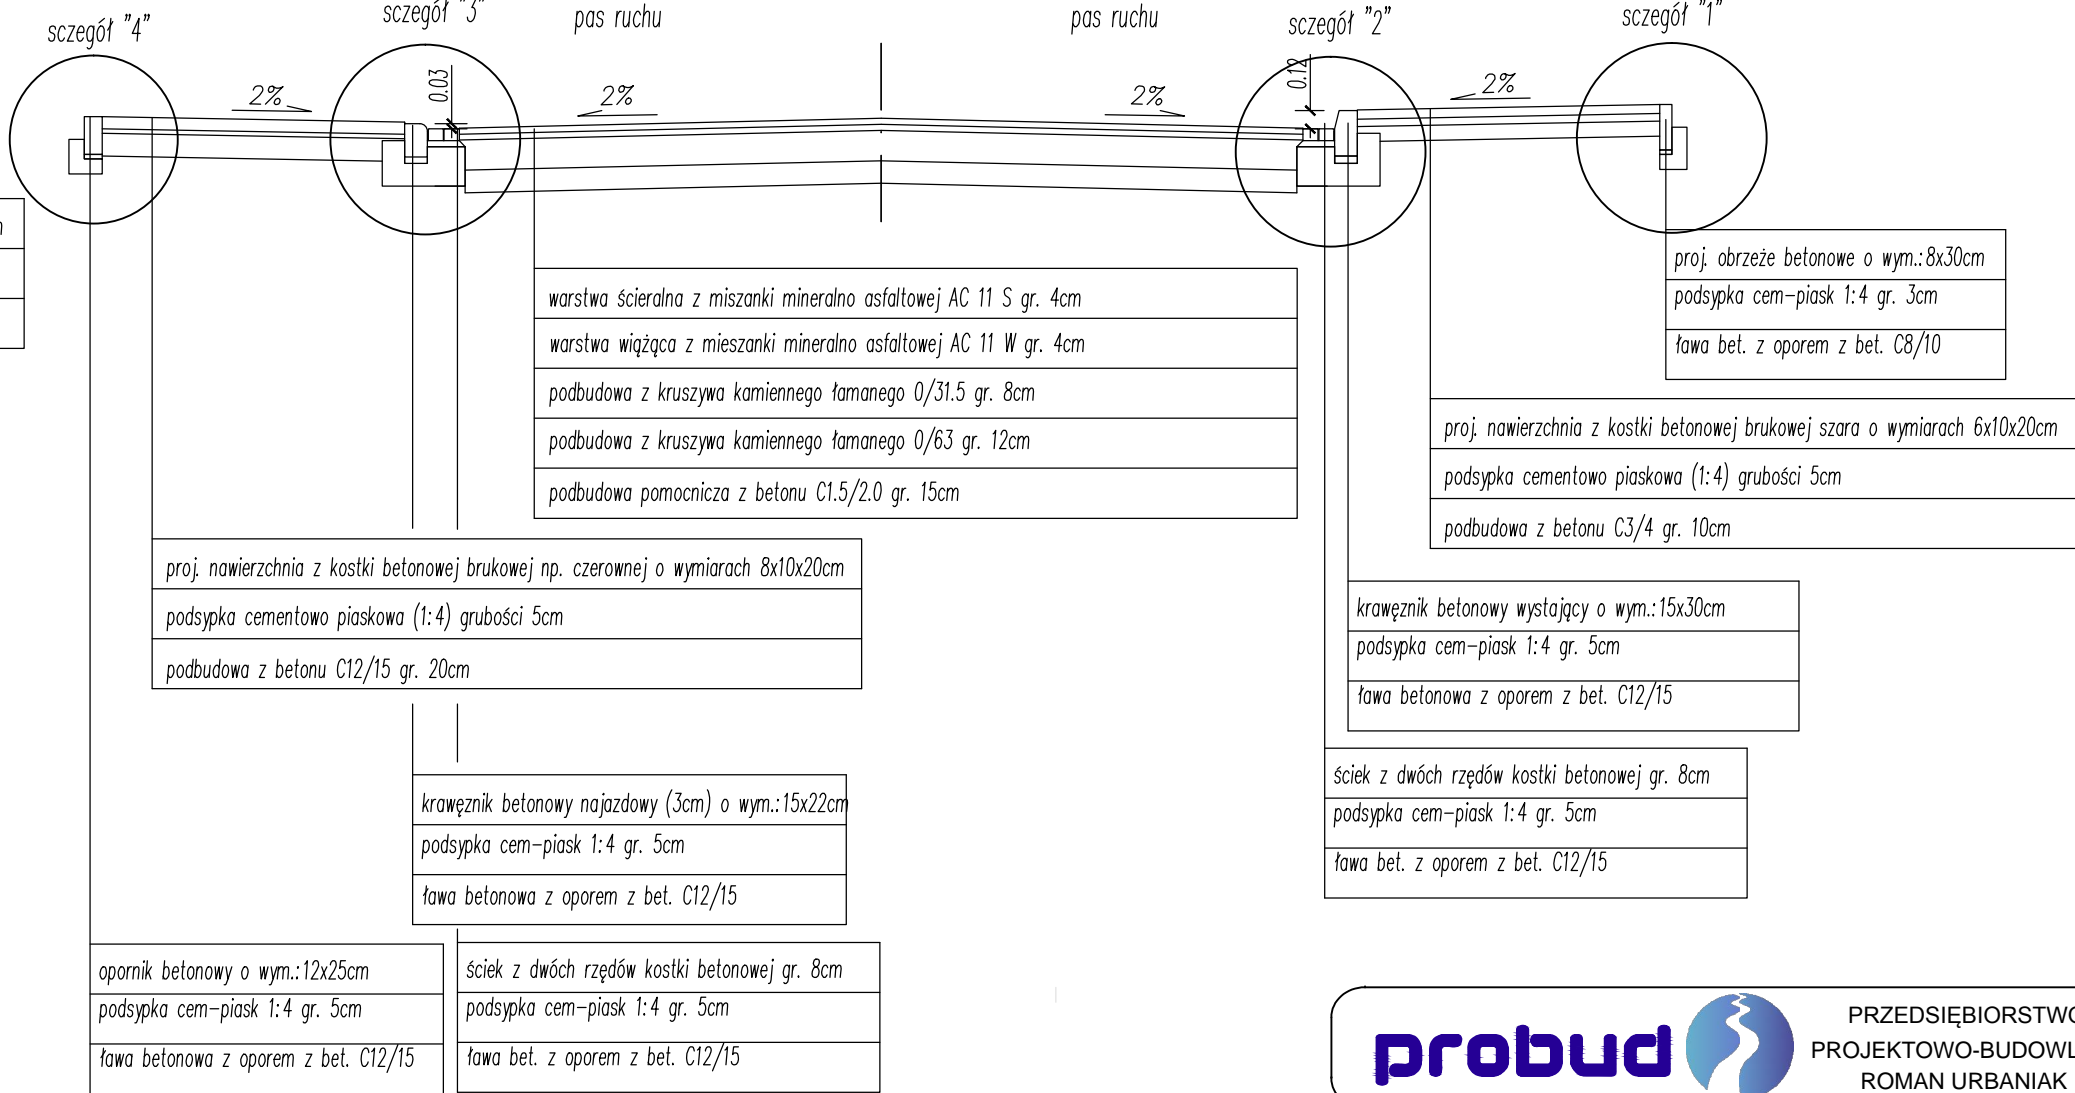 sczegół "4"
sczegół "3"
pas ruchu
pas ruchu
sczegół "2"
sczegół "1"
2%
0.03
2%
2%
0.12
2%
proj. obrzeże betonowe o wym.:8x30cm
podsypka cem-piask 1:4 gr. 3cm
ława bet. z oporem z bet. C8/10
warstwa ścieralna z miszanki mineralno asfaltowej AC 11 S gr. 4cm
warstwa wiążąca z mieszanki mineralno asfaltowej AC 11 W gr. 4cm
podbudowa z kruszywa kamiennego łamanego 0/31.5 gr. 8cm
podbudowa z kruszywa kamiennego łamanego 0/63 gr. 12cm
podbudowa pomocnicza z betonu C1.5/2.0 gr. 15cm
proj. nawierzchnia z kostki betonowej brukowej szara o wymiarach 6x10x20cm
podsypka cementowo piaskowa (1:4) grubości 5cm
podbudowa z betonu C3/4 gr. 10cm
proj. nawierzchnia z kostki betonowej brukowej np. czerownej o wymiarach 8x10x20cm
podsypka cementowo piaskowa (1:4) grubości 5cm
podbudowa z betonu C12/15 gr. 20cm
krawęznik betonowy wystający o wym.:15x30cm
podsypka cem-piask 1:4 gr. 5cm
ława betonowa z oporem z bet. C12/15
krawęznik betonowy najazdowy (3cm) o wym.:15x22cm
podsypka cem-piask 1:4 gr. 5cm
ława betonowa z oporem z bet. C12/15
ściek z dwóch rzędów kostki betonowej gr. 8cm
podsypka cem-piask 1:4 gr. 5cm
ława bet. z oporem z bet. C12/15
opornik betonowy o wym.:12x25cm
podsypka cem-piask 1:4 gr. 5cm
ława betonowa z oporem z bet. C12/15
ściek z dwóch rzędów kostki betonowej gr. 8cm
podsypka cem-piask 1:4 gr. 5cm
ława bet. z oporem z bet. C12/15
probud
PRZEDSIĘBIORSTWO
PROJEKTOWO-BUDOWL
ROMAN URBANIAK